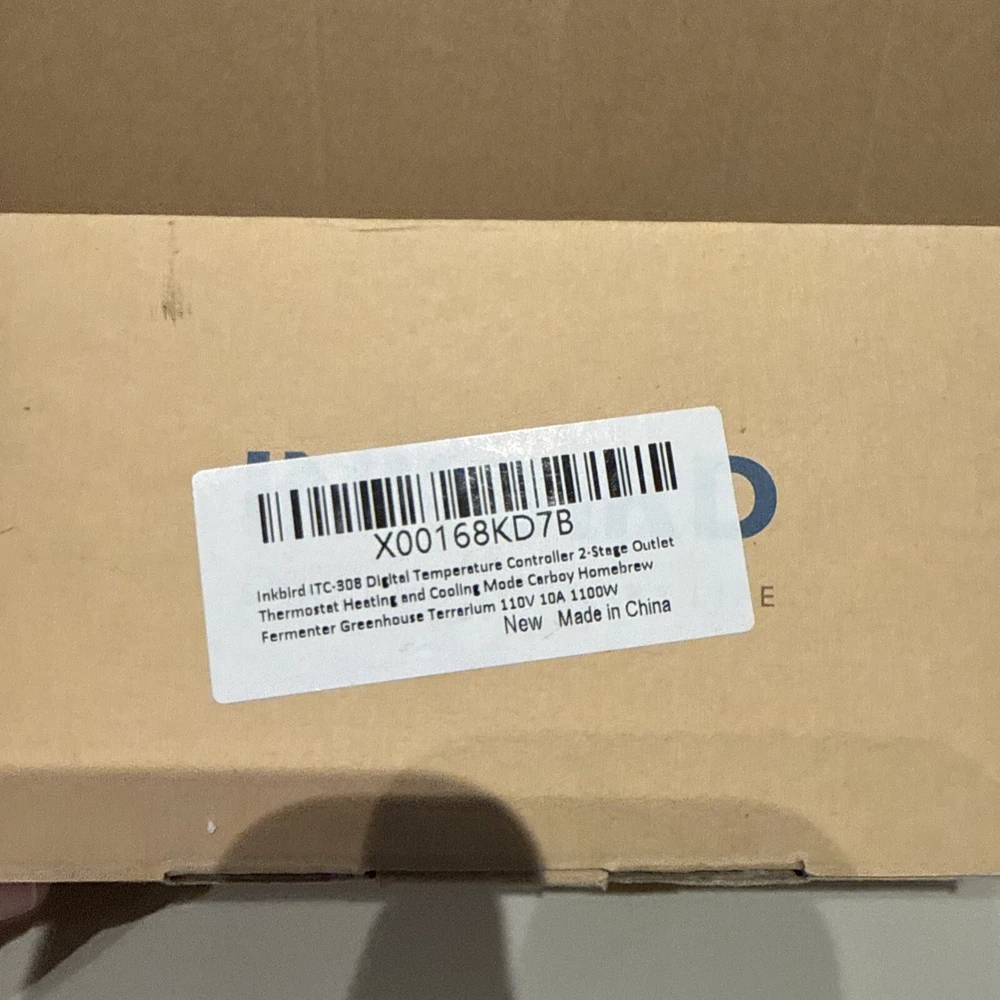 X00168KD7B
Inkbird ITC-308 Digital Temperature Controller 2-Stage Outlet
Thermostat Heating and Cooling Mode Carboy Homebrew
Fermenter Greenhouse Terrarium 110V 10A 1100W
New Made in China
D
E